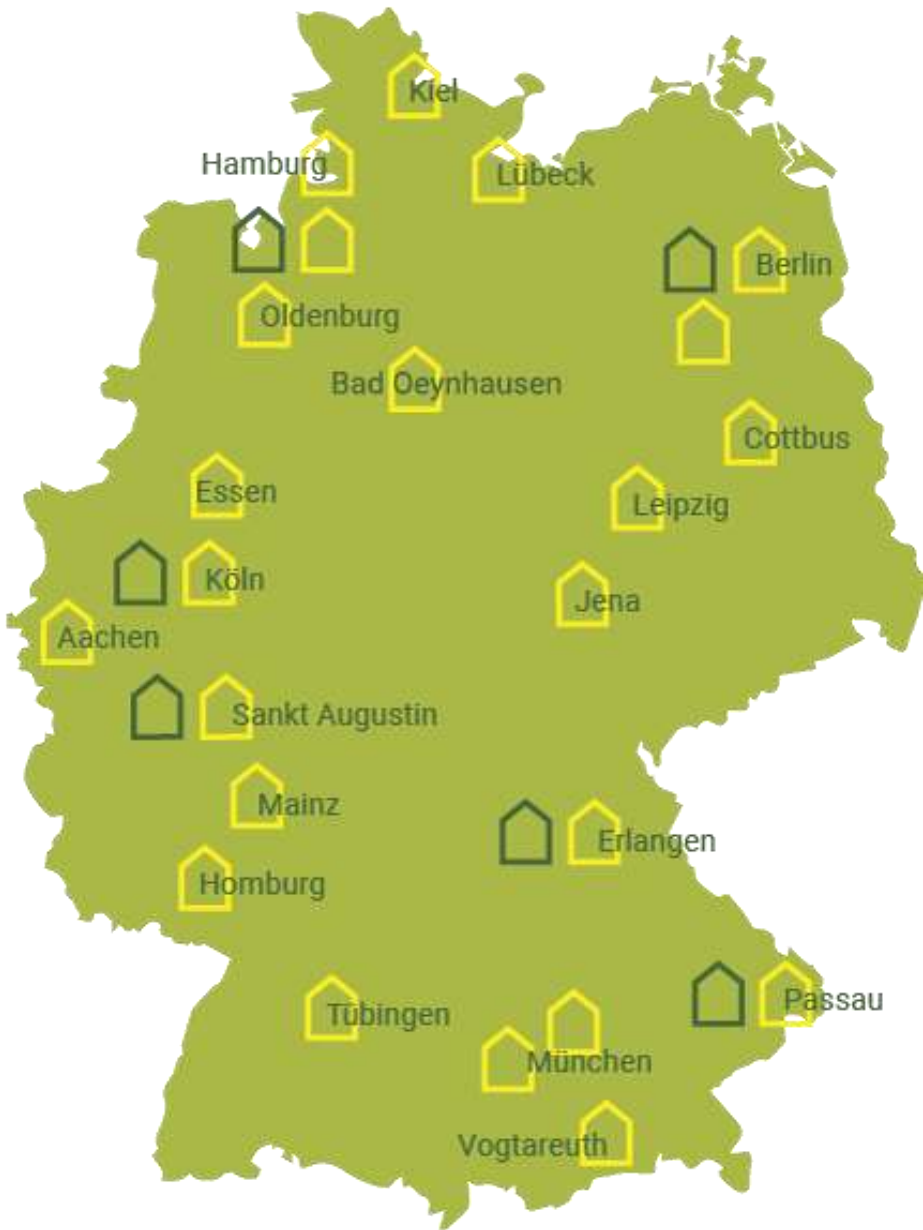 Kiel
Hamburg
Lübeck
Berlin
Oldenburg
Bad Oeynhausen
Cottbus
Essen
Leipzig
Köln
Jena
Aachen
Sankt Augustin
Mainz
Erlangen
Homburg
Passau
Tübingen
München
Vogtareuth